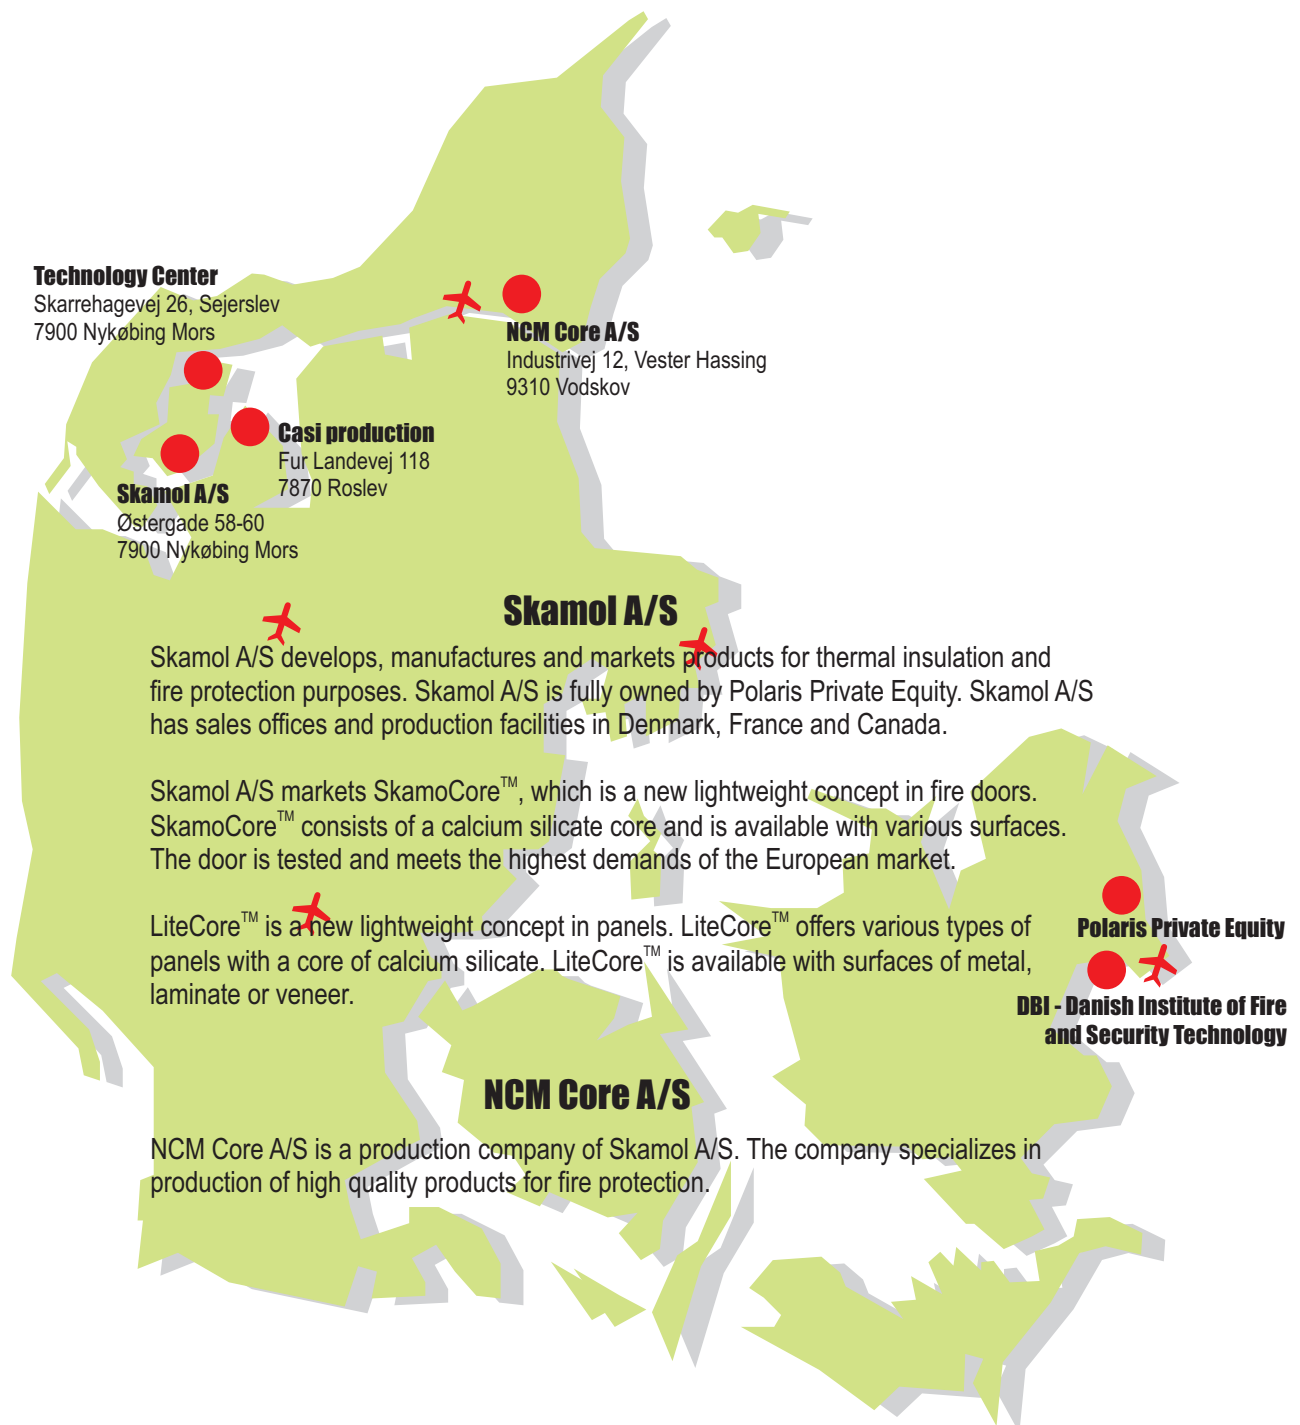 Technology Center
Skarrehagevej 26, Sejerslev
7900 Nykøbing Mors
NCM Core A/S
Industrivej 12, Vester Hassing
9310 Vodskov
Casi production
Fur Landevej 118
7870 Roslev
Skamol A/S
Østergade 58-60
7900 Nykøbing Mors
Skamol A/S
Skamol A/S develops, manufactures and markets products for thermal insulation and
fire protection purposes. Skamol A/S is fully owned by Polaris Private Equity. Skamol A/S
has sales offices and production facilities in Denmark, France and Canada.
Skamol A/S markets SkamoCore™, which is a new lightweight concept in fire doors.
SkamoCore™ consists of a calcium silicate core and is available with various surfaces.
The door is tested and meets the highest demands of the European market.
LiteCore™ is a new lightweight concept in panels. LiteCore™ offers various types of
panels with a core of calcium silicate. LiteCore™ is available with surfaces of metal,
laminate or veneer.
Polaris Private Equity
DBI - Danish Institute of Fire
and Security Technology
NCM Core A/S
NCM Core A/S is a production company of Skamol A/S. The company specializes in
production of high quality products for fire protection.